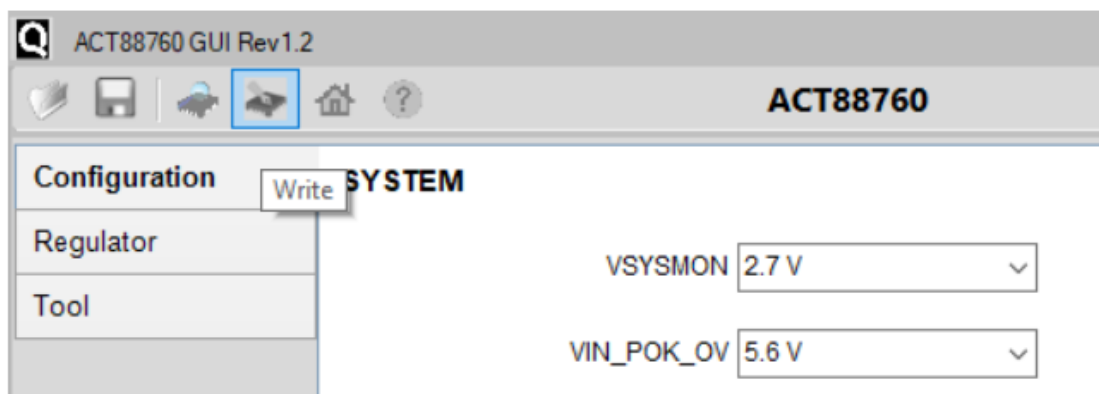 Q ACT88760 GUI Rev1.2
? ACT88760
Configuration
Write SYSTEM
Regulator
VSYSMON 2.7 V
Tool
VIN_POK_OV 5.6 V